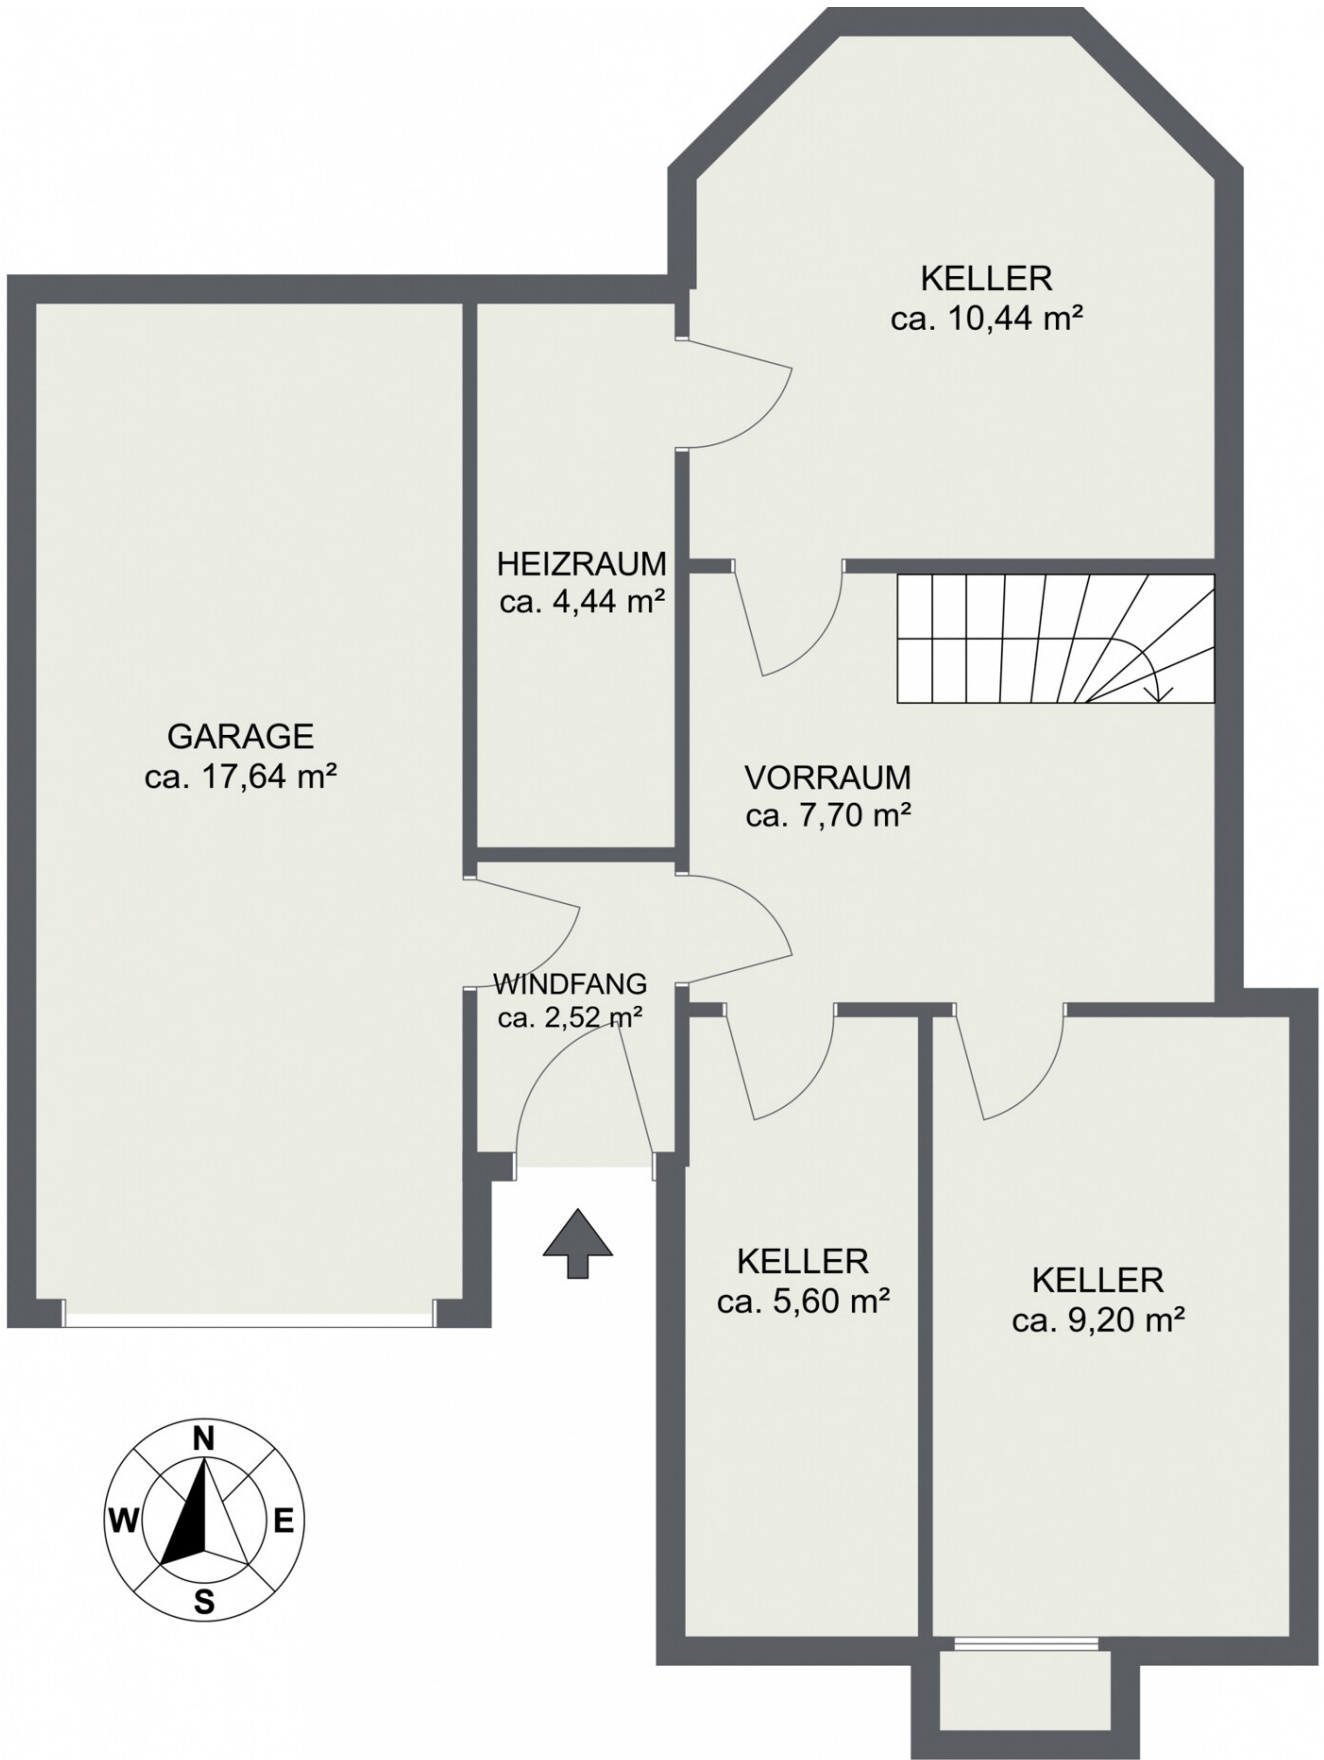 KELLER
ca. 10,44 m²
HEIZRAUM
ca. 4,44 m²
GARAGE
ca. 17,64 m²
VORRAUM
ca. 7,70 m²
WINDFANG
ca. 2,52 m²
KELLER
ca. 5,60 m²
KELLER
ca. 9,20 m²
N
W E
S